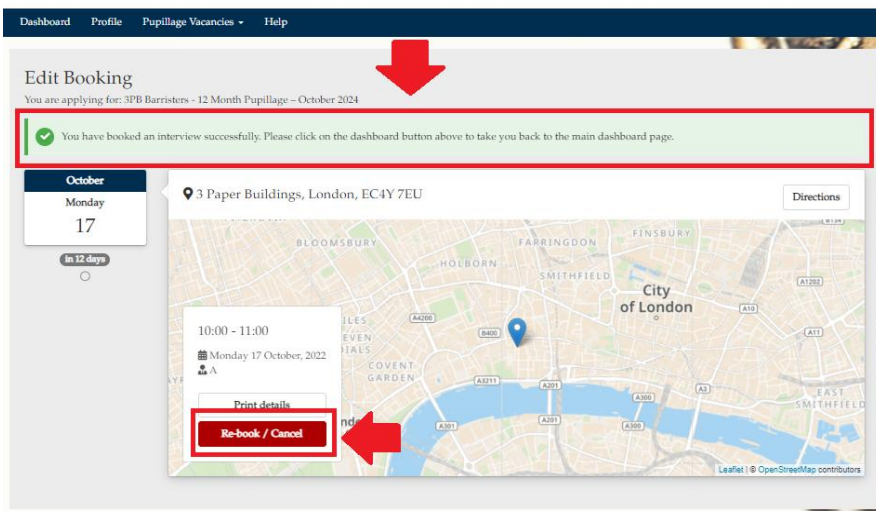 Dashboard Profile Pupillage Vacancies Help
Edit Booking
You are applying for: 3PB Barristers - 12 Month Pupillage – October 2024
You have booked an interview successfully. Please click on the dashboard button above to take you back to the main dashboard page.
October
Monday
17
In 12 days
3 Paper Buildings, London, EC4Y 7EU
Directions
BLOOMSBURY
FARRINGDON
FINSBURY
HOLBORN
SMITHFIELD
City
of London
A1202
A10
A4200
B400
A11
COVENT
GARDEN
A3211
A201
A3
A300
EAST
SMITHFIELD
A301
A201
A300
10:00 - 11:00
Monday 17 October, 2022
A
Print details
Re-book / Cancel
Leaflet | © OpenStreetMap contributors